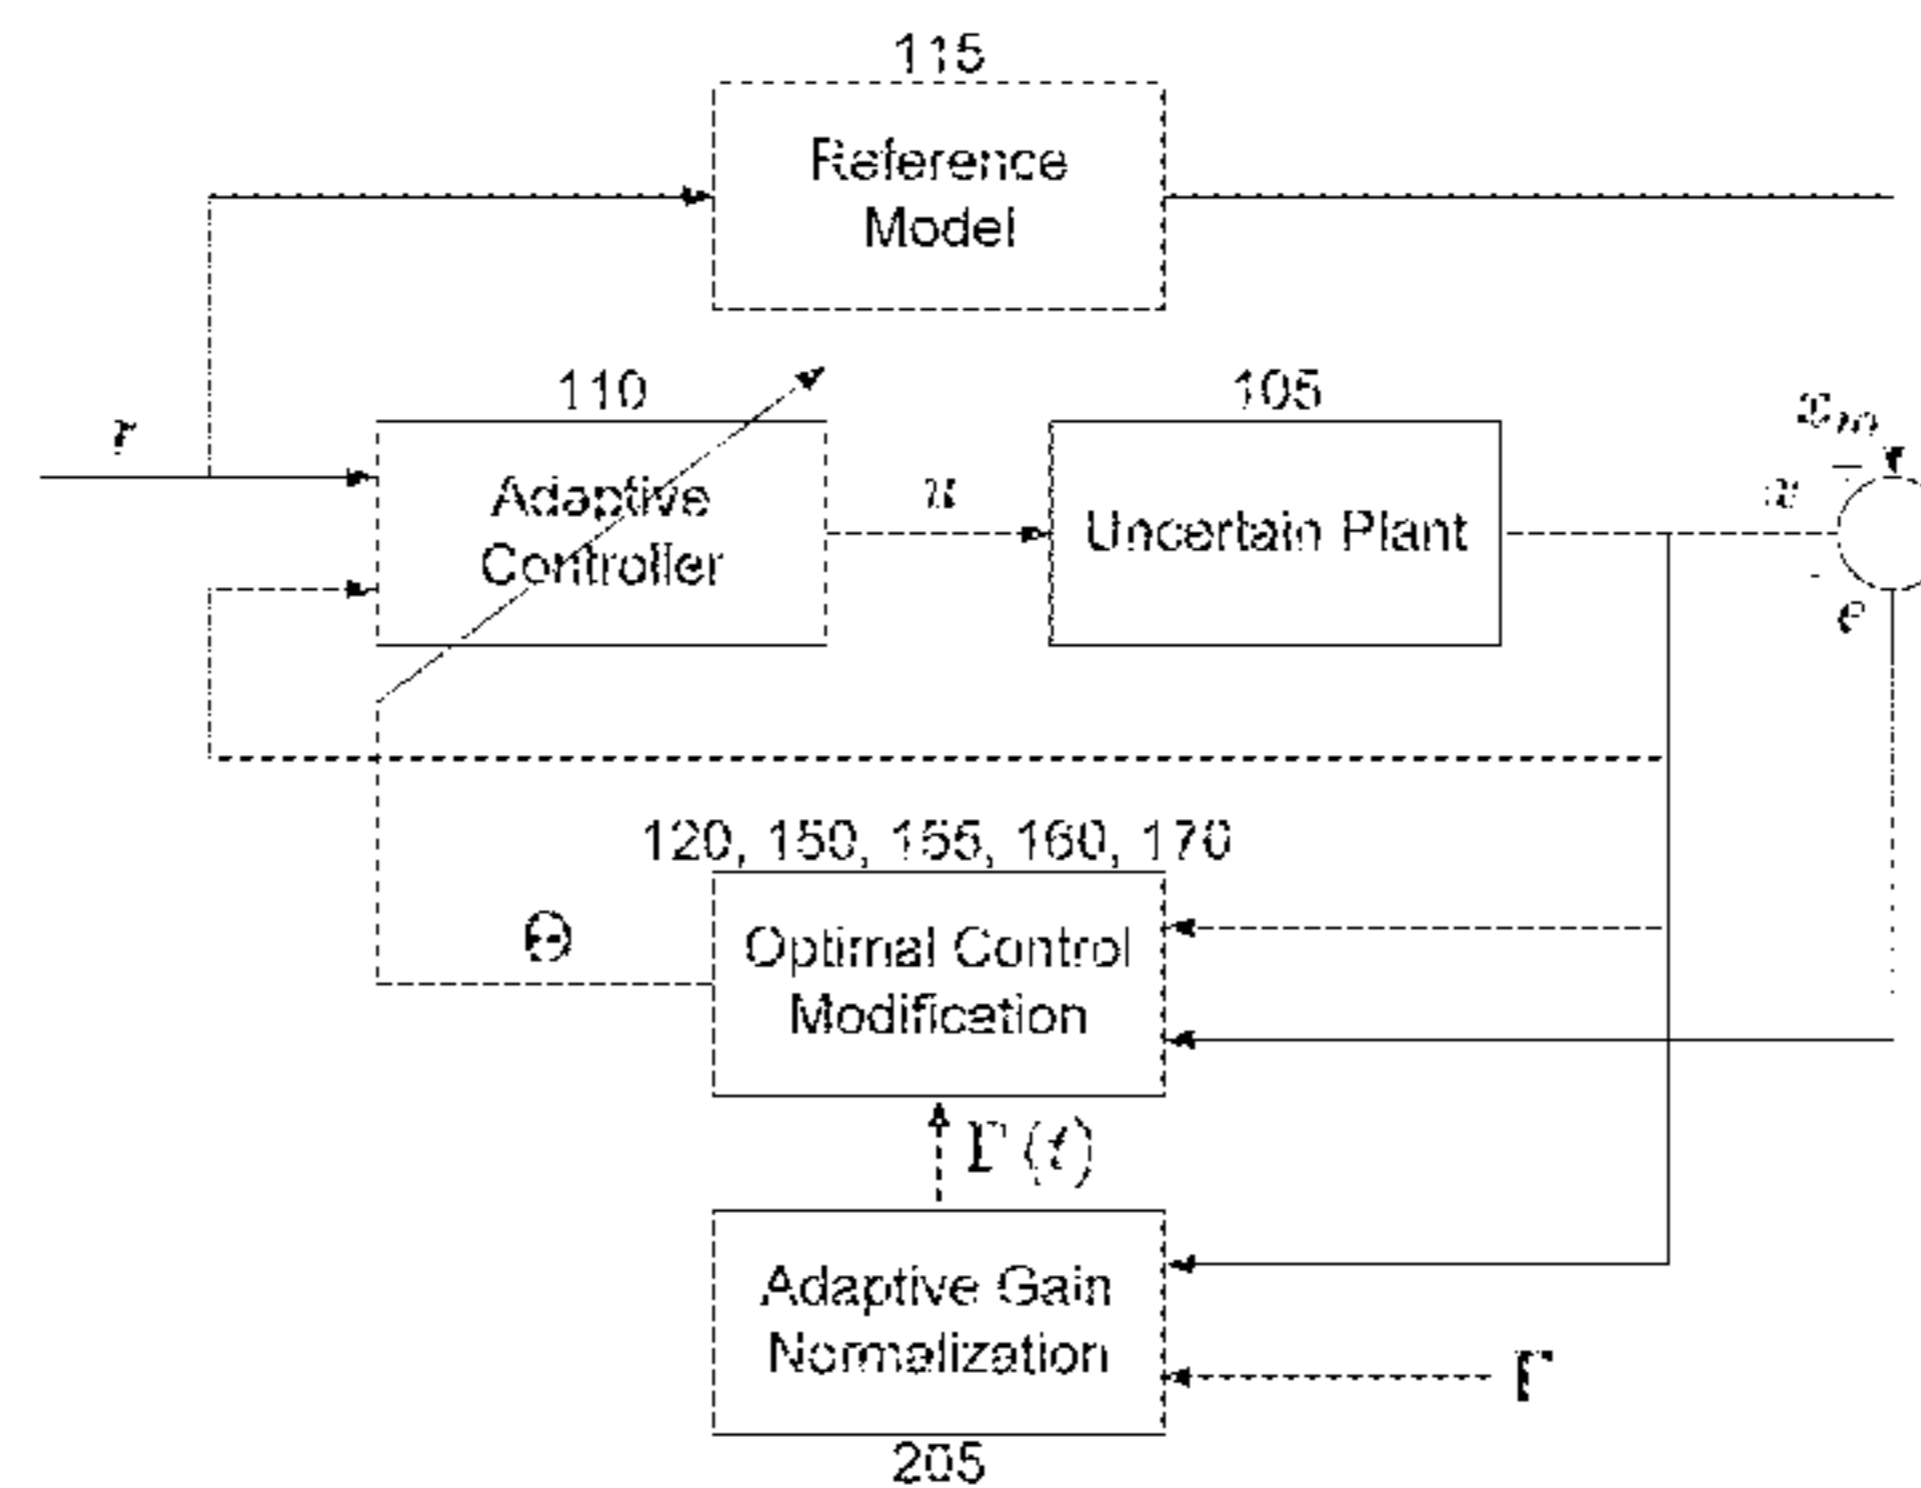 115
Reference
Model
110
105
r
x_m
Adaptive
Controller
u
Uncertain Plant
x
−
e
120, 150, 155, 160, 170
Θ
Optimal Control
Modification
Γ(t)
Adaptive Gain
Normalization
Γ
205